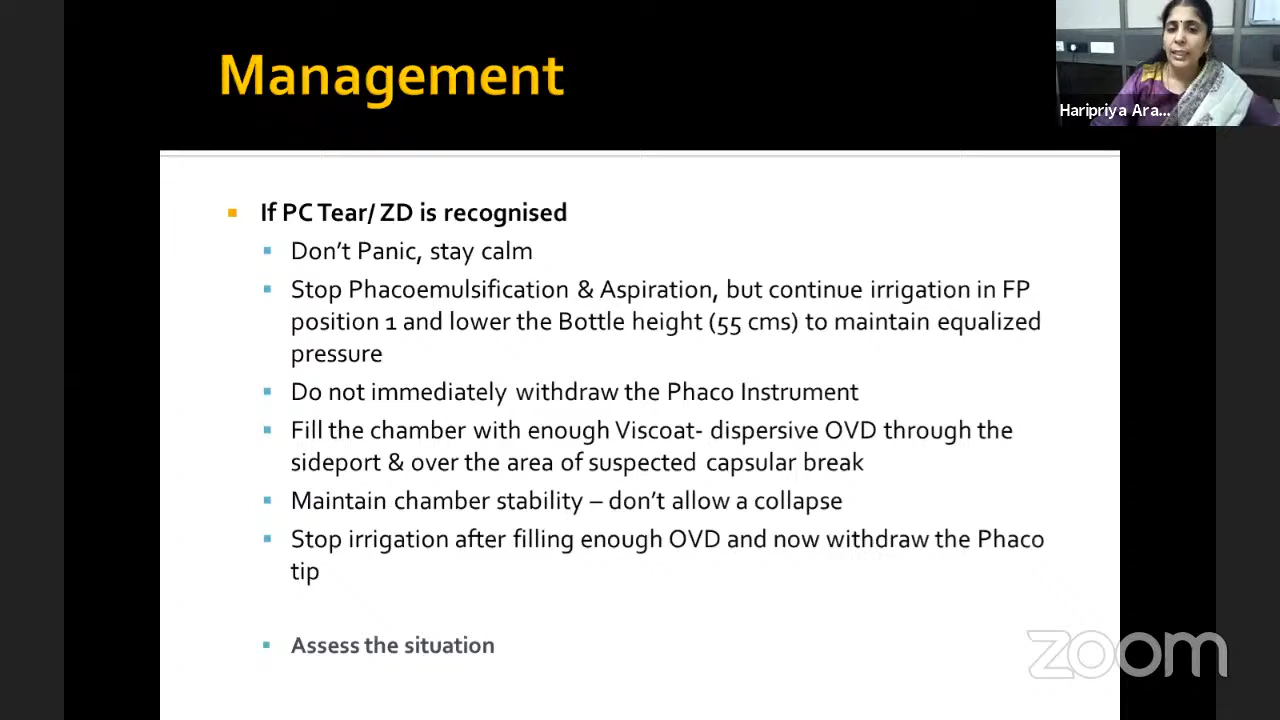 Management
Haripriya Ara...
If PC Tear/ ZD is recognised
Don't Panic, stay calm
Stop Phacoemulsification & Aspiration, but continue irrigation in FP
position 1 and lower the Bottle height (55 cms) to maintain equalized
pressure
Do not immediately withdraw the Phaco Instrument
Fill the chamber with enough Viscoat- dispersive OVD through the
sideport & over the area of suspected capsular break
Maintain chamber stability – don't allow a collapse
Stop irrigation after filling enough OVD and now withdraw the Phaco
tip
Assess the situation
zoom